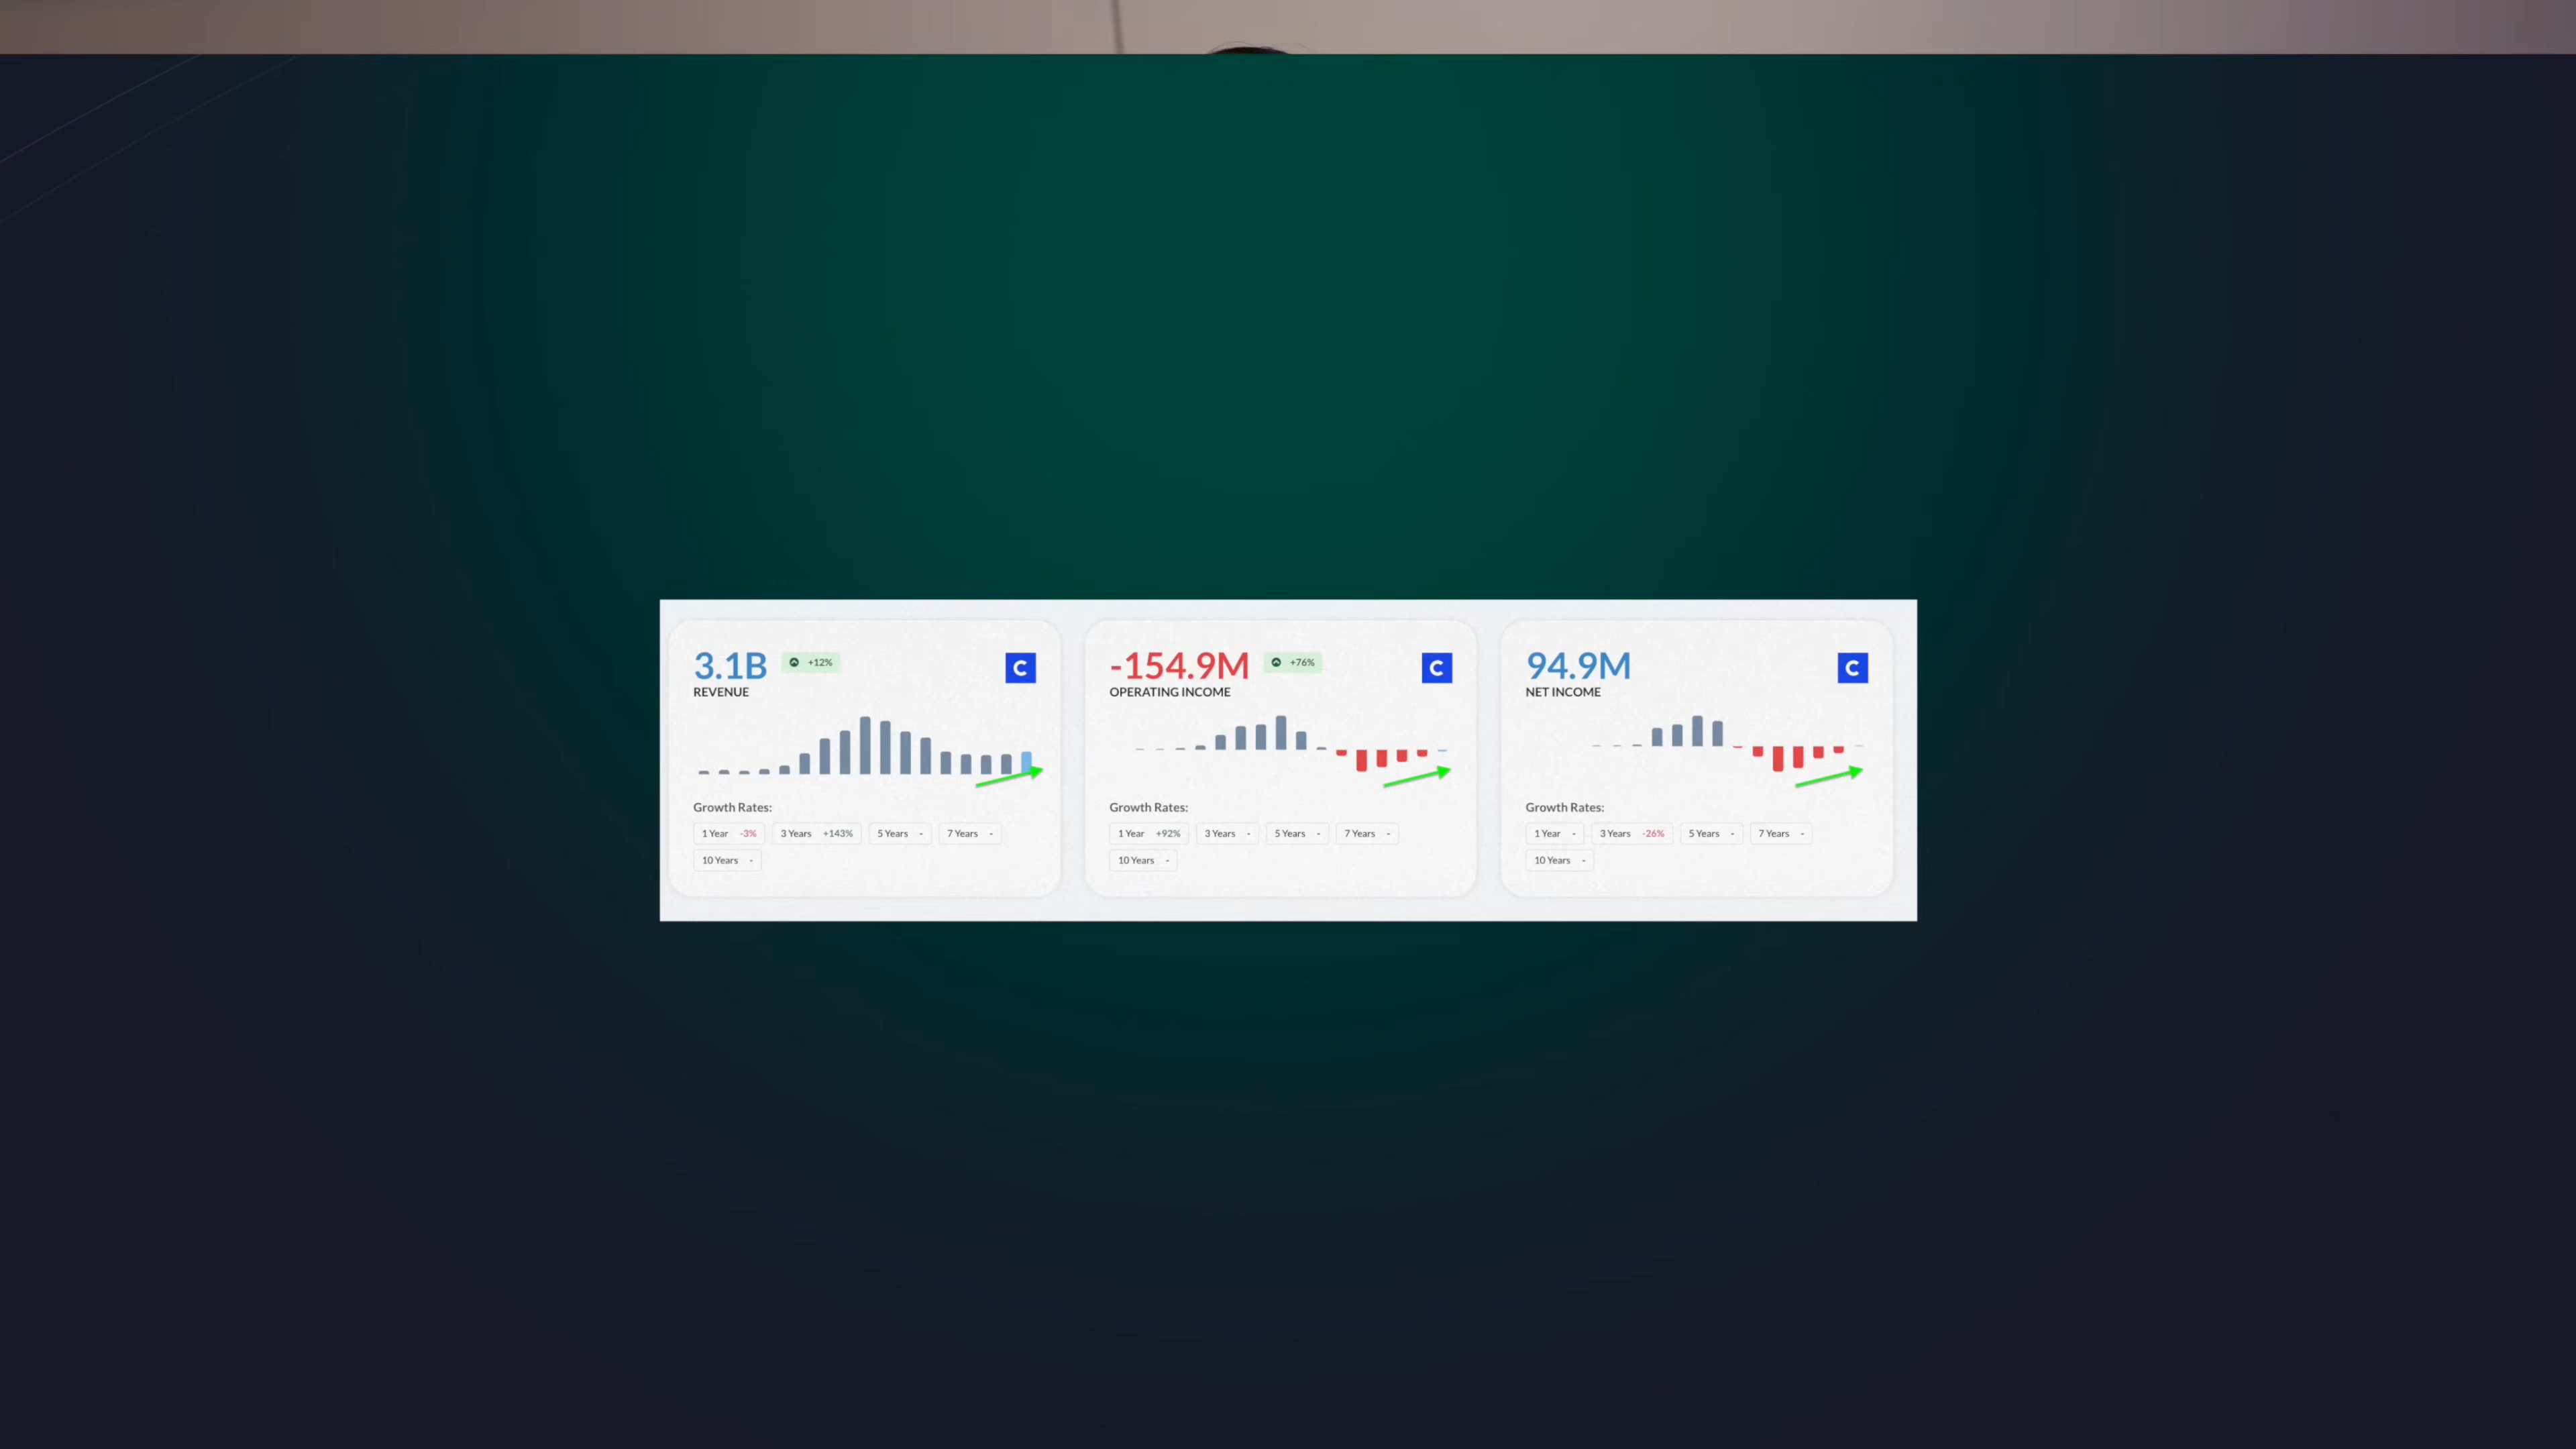 3.1B +12%
REVENUE
C
Growth Rates:
1 Year -3% 3 Years +143% 5 Years - 7 Years -
10 Years -
-154.9M +76%
OPERATING INCOME
C
Growth Rates:
1 Year +92% 3 Years - 5 Years - 7 Years -
10 Years -
94.9M
NET INCOME
C
Growth Rates:
1 Year - 3 Years -26% 5 Years - 7 Years -
10 Years -